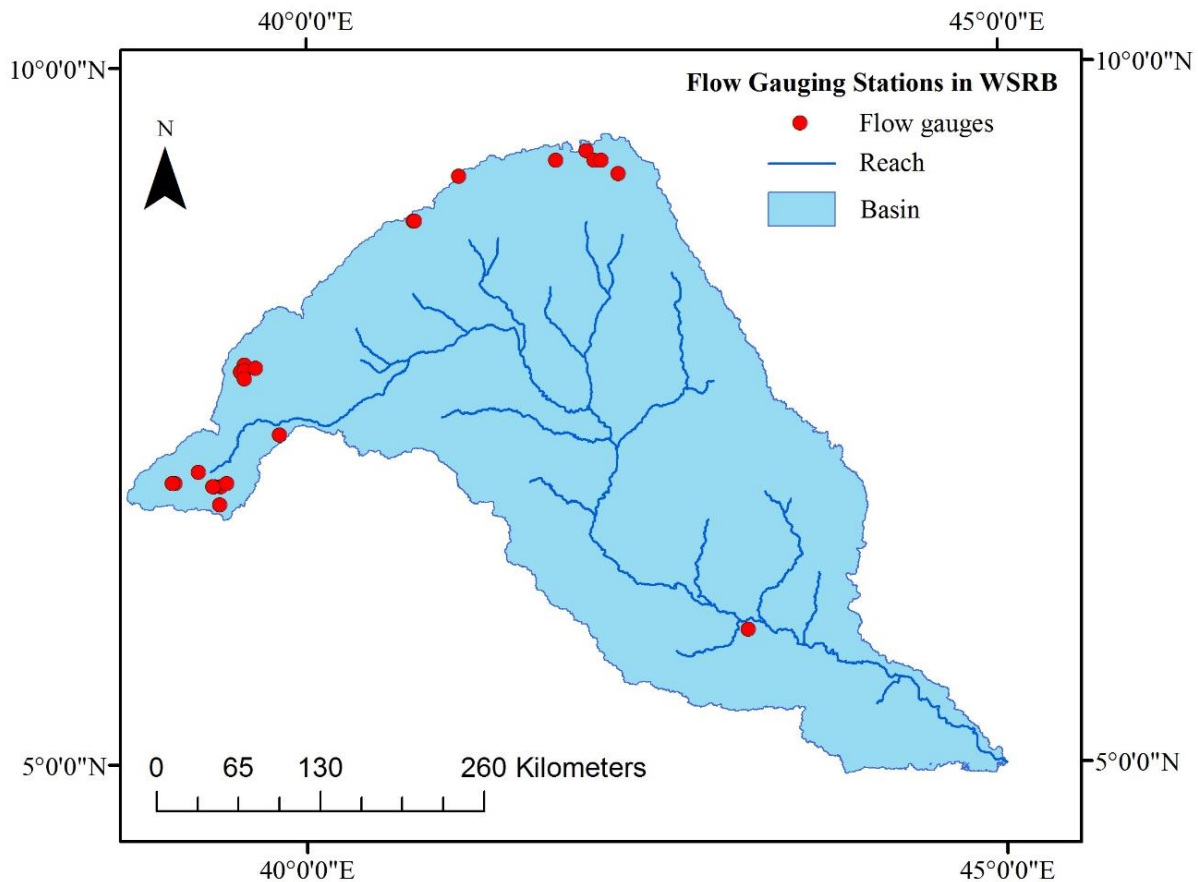 40°0'0"E 45°0'0"E
10°0'0"N 10°0'0"N
Flow Gauging Stations in WSRB
N
Flow gauges
Reach
Basin
0 65 130 260 Kilometers
5°0'0"N 5°0'0"N
40°0'0"E 45°0'0"E